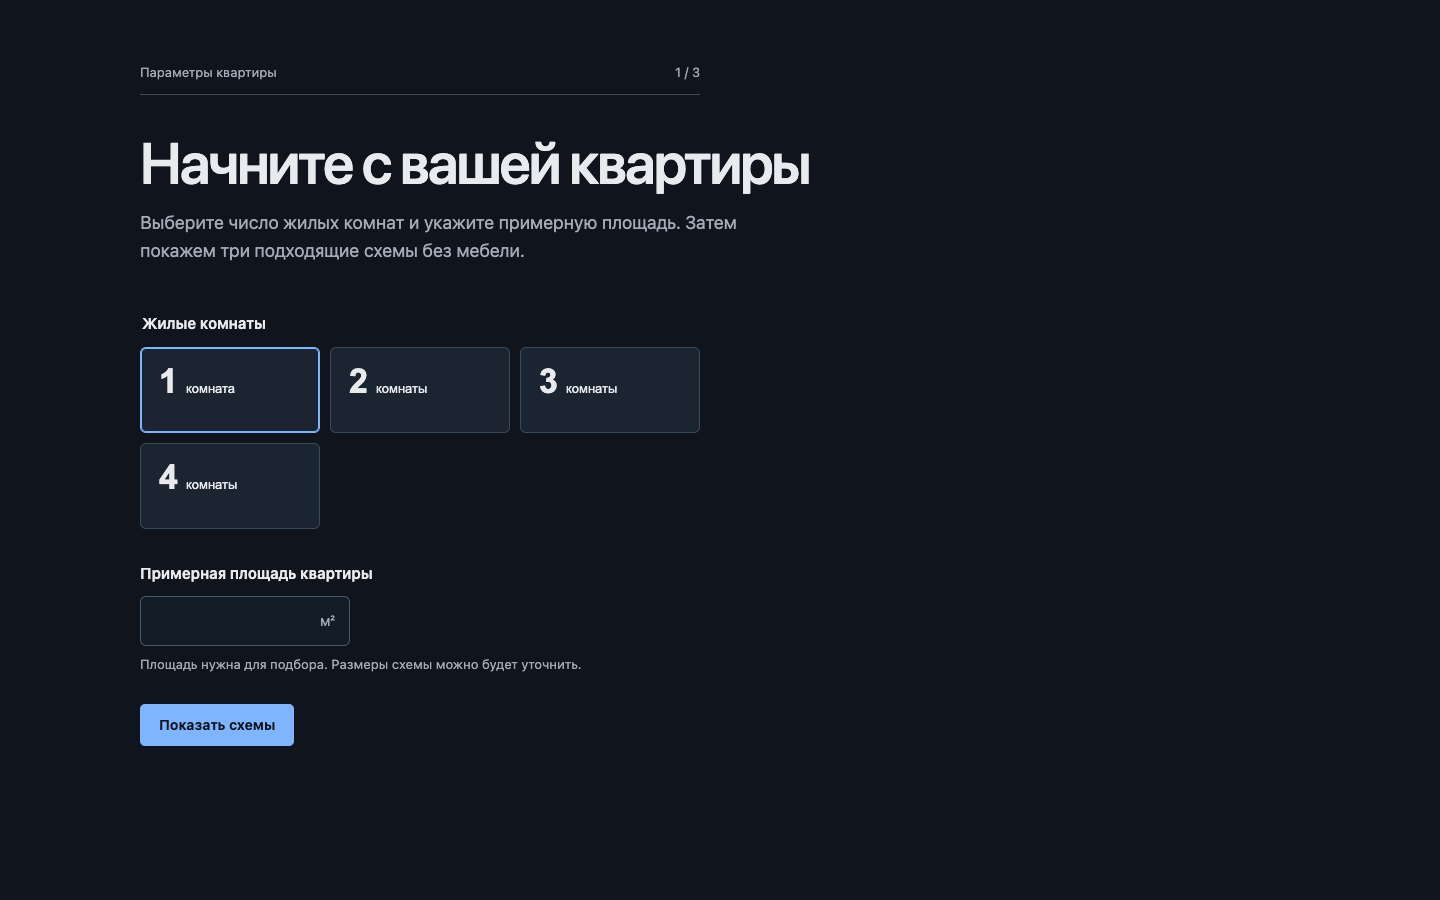 Параметры квартиры 1 / 3
Начните с вашей квартиры
Выберите число жилых комнат и укажите примерную площадь. Затем
покажем три подходящие схемы без мебели.
Жилые комнаты
1 комната 2 комнаты 3 комнаты
4 комнаты
Примерная площадь квартиры
м²
Площадь нужна для подбора. Размеры схемы можно будет уточнить.
Показать схемы